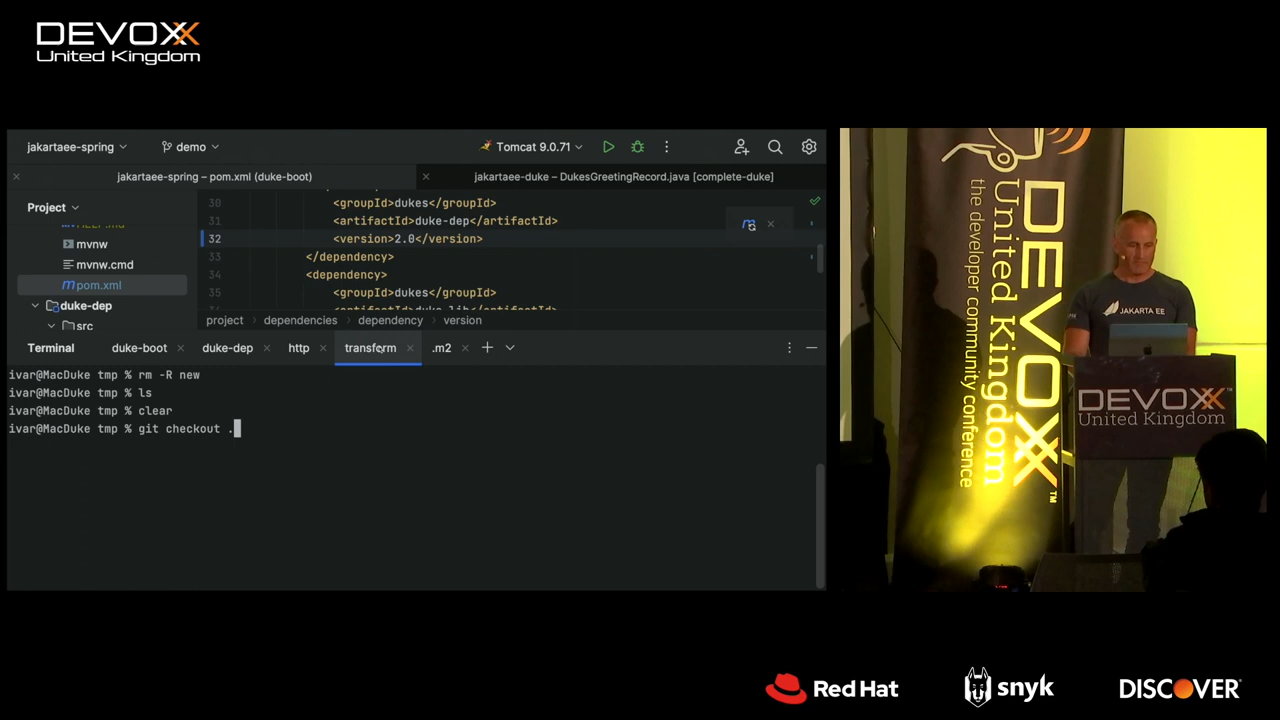 DEVOXX
United Kingdom
jakartaee-spring
demo
Tomcat 9.0.71
jakartaee-spring – pom.xml (duke-boot)
jakartaee-duke – DukesGreetingRecord.java [complete-duke]
Project
mvnw
mvnw.cmd
pom.xml
duke-dep
src
30 <groupId>dukes</groupId>
31 <artifactId>duke-dep</artifactId>
32 <version>2.0</version>
33 </dependency>
34 <dependency>
35 <groupId>dukes</groupId>
project dependencies dependency version
Terminal duke-boot duke-dep http transform .m2
ivar@MacDuke tmp % rm -R new
ivar@MacDuke tmp % ls
ivar@MacDuke tmp % clear
ivar@MacDuke tmp % git checkout .
DEVOXX™
United Kingdom
the developer community conference
JAKARTA EE
DEVOXX™
United Kingdom
Red Hat
snyk
DISCOVER